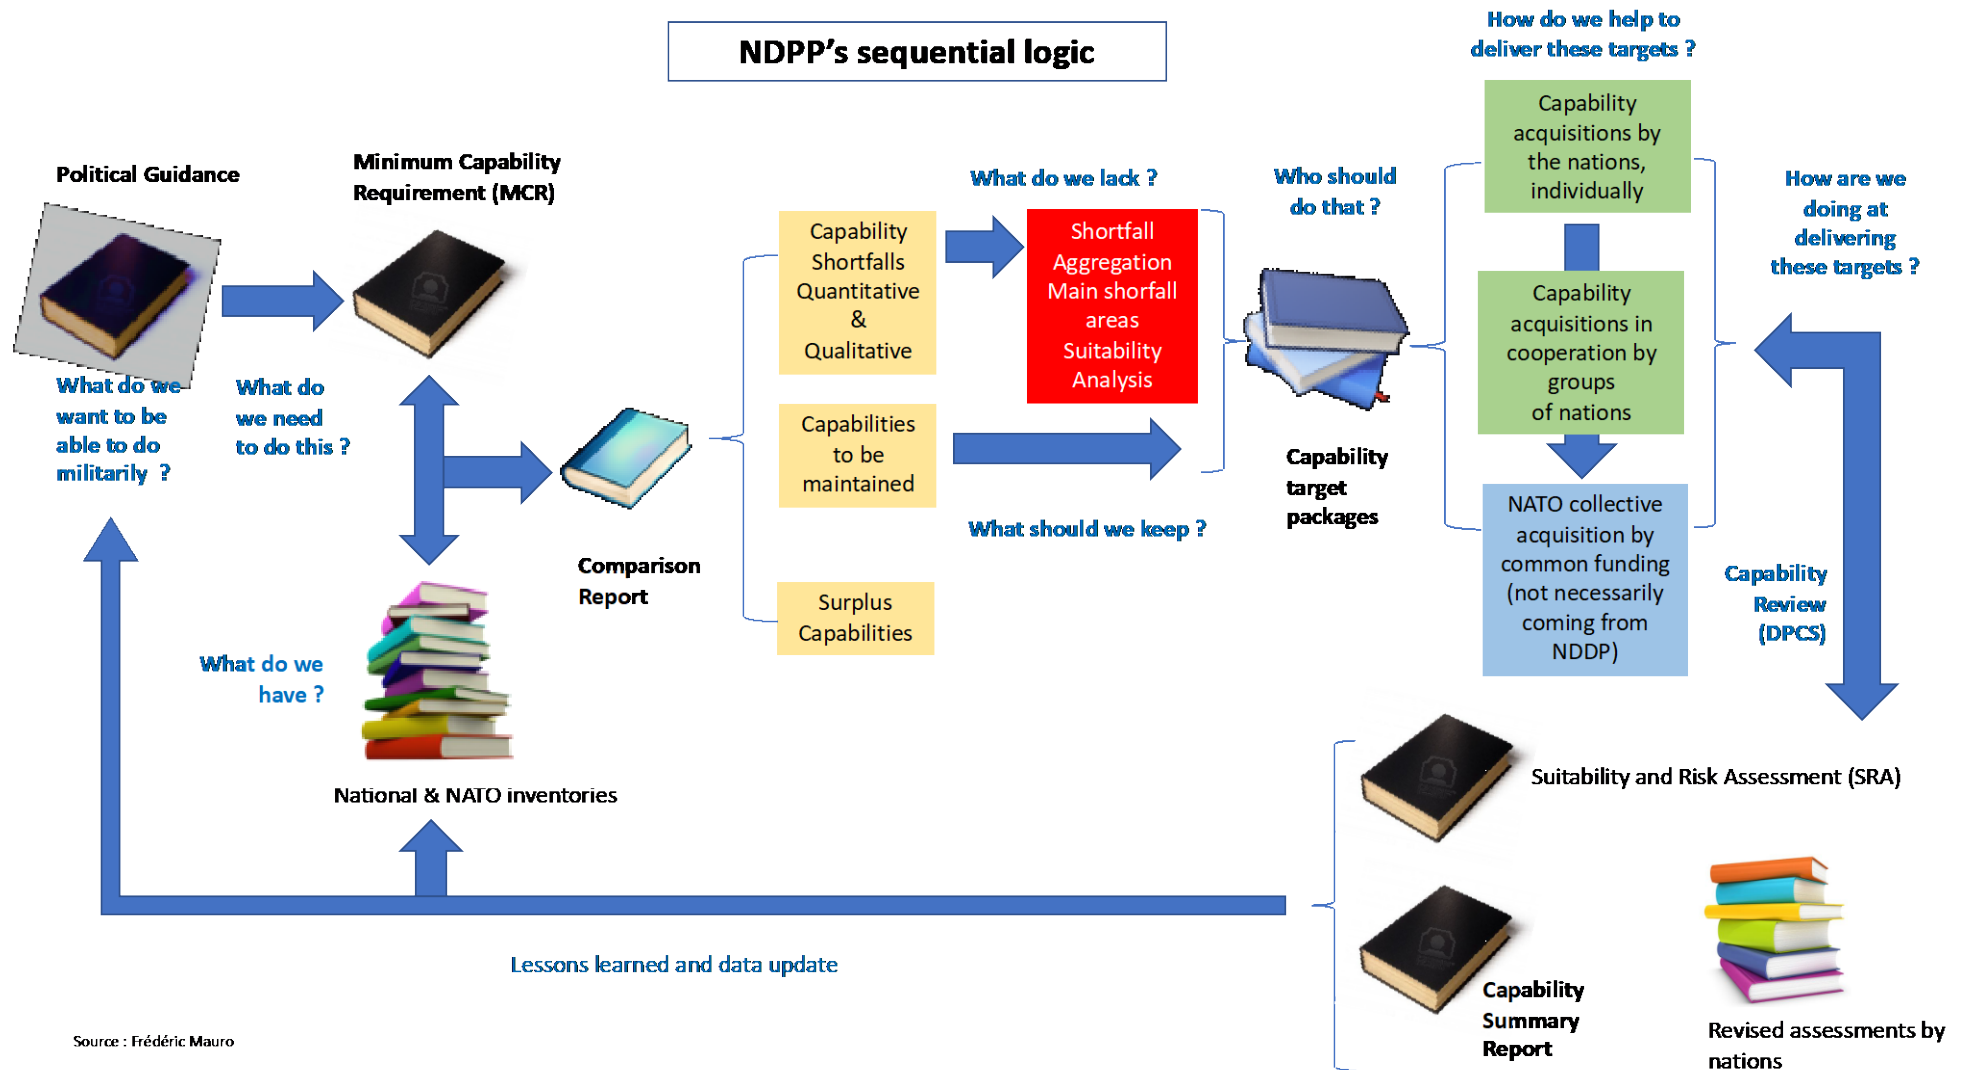 NDPP's sequential logic
How do we help to
deliver these targets ?
Political Guidance
What do we
want to be
able to do
militarily ?
What do
we need
to do this ?
Minimum Capability
Requirement (MCR)
What do we
have ?
National & NATO inventories
Comparison
Report
Capability
Shortfalls
Quantitative
&
Qualitative
Capabilities
to be
maintained
Surplus
Capabilities
What do we lack ?
Shortfall
Aggregation
Main shorfall
areas
Suitability
Analysis
What should we keep ?
Who should
do that ?
Capability
target
packages
Capability
acquisitions by
the nations,
individually
Capability
acquisitions in
cooperation by
groups
of nations
NATO collective
acquisition by
common funding
(not necessarily
coming from
NDDP)
How are we
doing at
delivering
these targets ?
Capability
Review
(DPCS)
Suitability and Risk Assessment (SRA)
Capability
Summary
Report
Revised assessments by
nations
Lessons learned and data update
Source : Frédéric Mauro